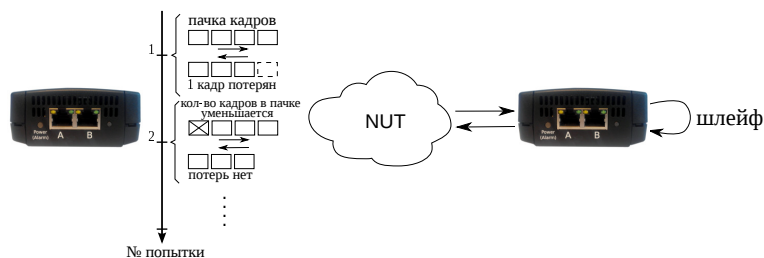 пачка кадров
1
1 кадр потерян
кол-во кадров в пачке
уменьшается
2
потерь нет
№ попытки
Power
(Alarm)
A
B
NUT
Power
(Alarm)
A
B
шлейф